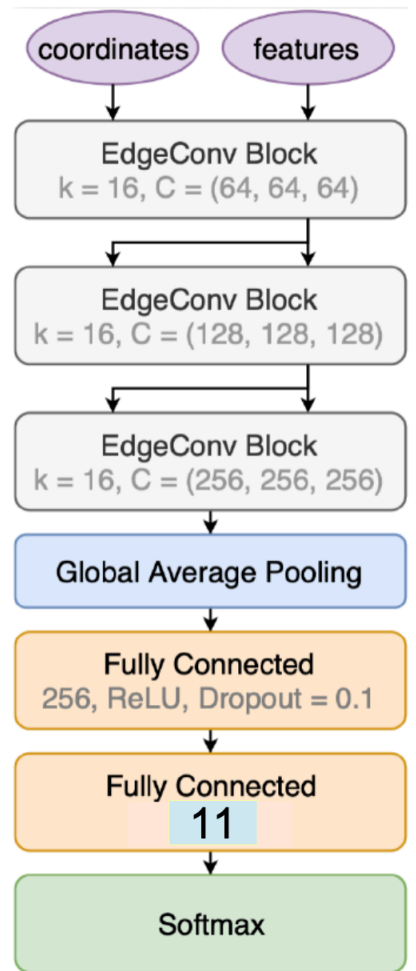 coordinates features
EdgeConv Block
k = 16, C = (64, 64, 64)
EdgeConv Block
k = 16, C = (128, 128, 128)
EdgeConv Block
k = 16, C = (256, 256, 256)
Global Average Pooling
Fully Connected
256, ReLU, Dropout = 0.1
Fully Connected
11
Softmax